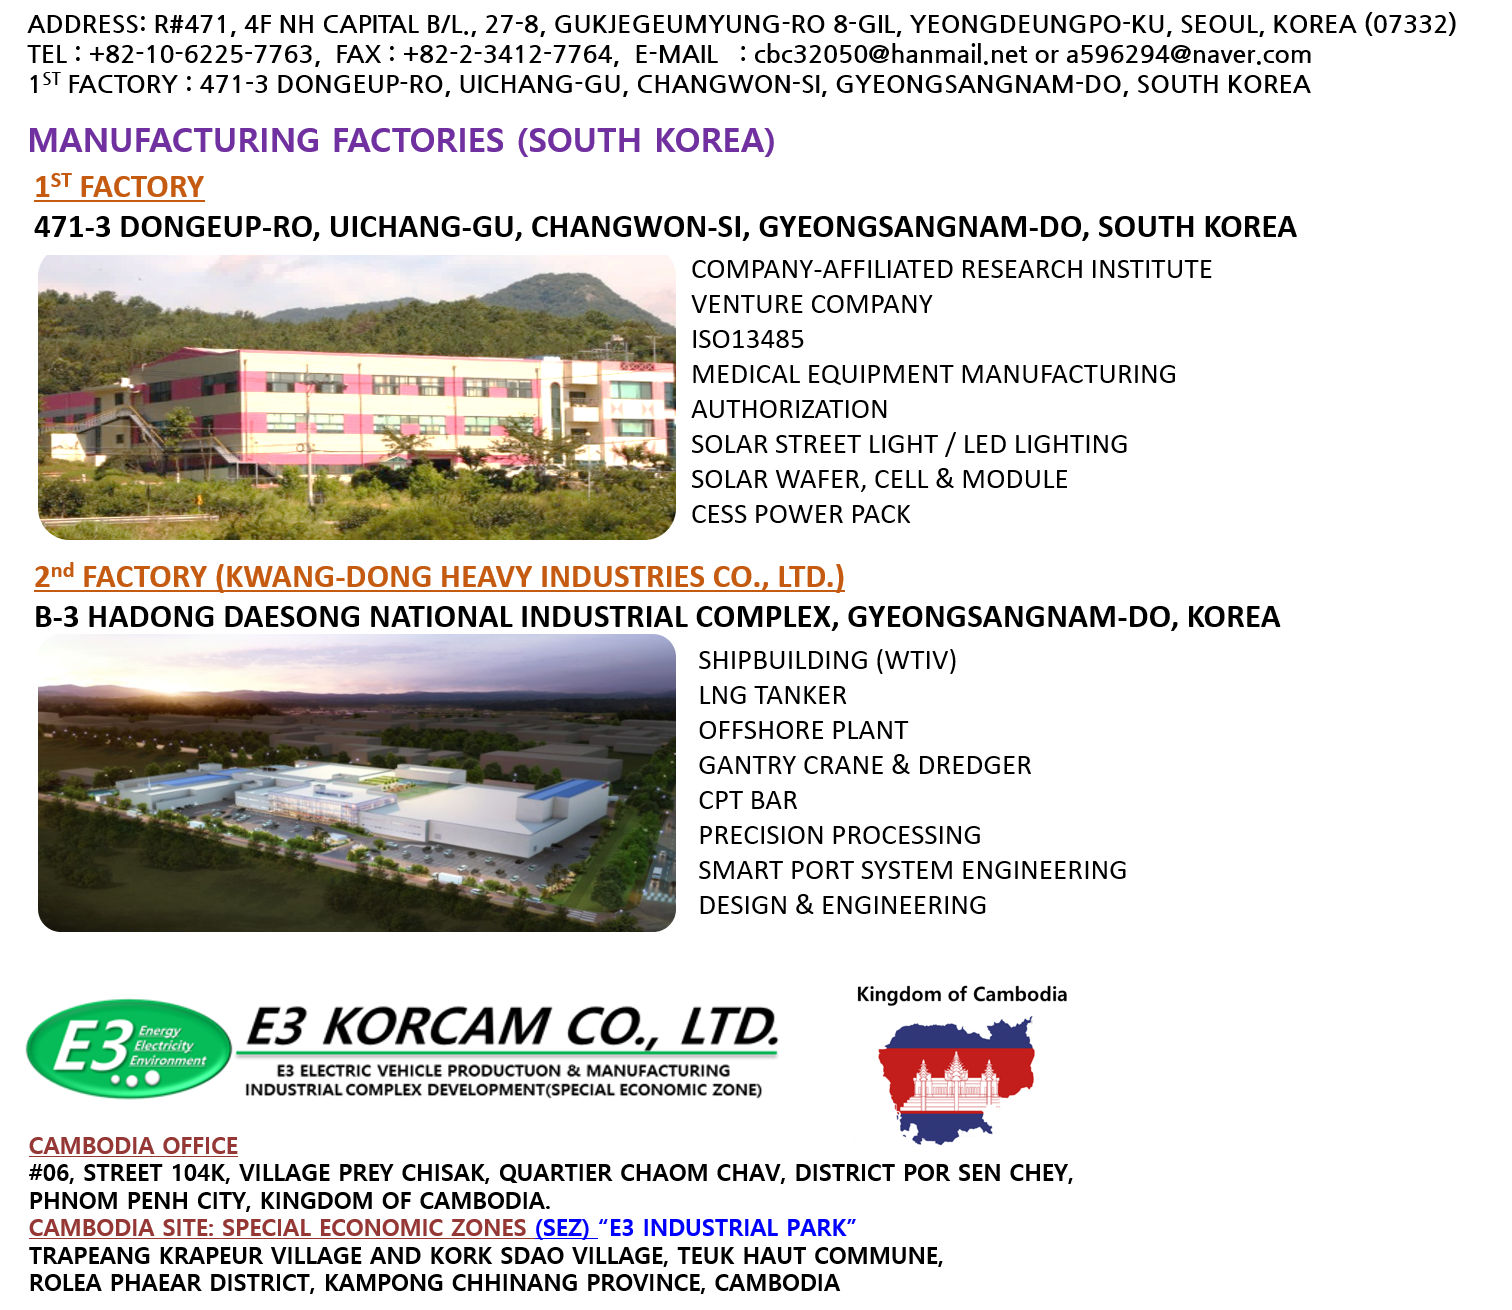 ADDRESS: R#471, 4F NH CAPITAL B/L., 27-8, GUKJEGEUMYUNG-RO 8-GIL, YEONGDEUNGPO-KU, SEOUL, KOREA (07332)
TEL : +82-10-6225-7763, FAX : +82-2-3412-7764, E-MAIL : cbc32050@hanmail.net or a596294@naver.com
1ST FACTORY : 471-3 DONGEUP-RO, UICHANG-GU, CHANGWON-SI, GYEONGSANGNAM-DO, SOUTH KOREA
MANUFACTURING FACTORIES (SOUTH KOREA)
1ST FACTORY
471-3 DONGEUP-RO, UICHANG-GU, CHANGWON-SI, GYEONGSANGNAM-DO, SOUTH KOREA
COMPANY-AFFILIATED RESEARCH INSTITUTE
VENTURE COMPANY
ISO13485
MEDICAL EQUIPMENT MANUFACTURING
AUTHORIZATION
SOLAR STREET LIGHT / LED LIGHTING
SOLAR WAFER, CELL & MODULE
CESS POWER PACK
2nd FACTORY (KWANG-DONG HEAVY INDUSTRIES CO., LTD.)
B-3 HADONG DAESONG NATIONAL INDUSTRIAL COMPLEX, GYEONGSANGNAM-DO, KOREA
SHIPBUILDING (WTIV)
LNG TANKER
OFFSHORE PLANT
GANTRY CRANE & DREDGER
CPT BAR
PRECISION PROCESSING
SMART PORT SYSTEM ENGINEERING
DESIGN & ENGINEERING
E3 Energy
Electricity
Environment
E3 KORCAM CO., LTD.
E3 ELECTRIC VEHICLE PRODUCTUON & MANUFACTURING
INDUSTRIAL COMPLEX DEVELOPMENT(SPECIAL ECONOMIC ZONE)
Kingdom of Cambodia
CAMBODIA OFFICE
#06, STREET 104K, VILLAGE PREY CHISAK, QUARTIER CHAOM CHAV, DISTRICT POR SEN CHEY,
PHNOM PENH CITY, KINGDOM OF CAMBODIA.
CAMBODIA SITE: SPECIAL ECONOMIC ZONES (SEZ) “E3 INDUSTRIAL PARK”
TRAPEANG KRAPEUR VILLAGE AND KORK SDAO VILLAGE, TEUK HAUT COMMUNE,
ROLEA PHAEAR DISTRICT, KAMPONG CHHINANG PROVINCE, CAMBODIA